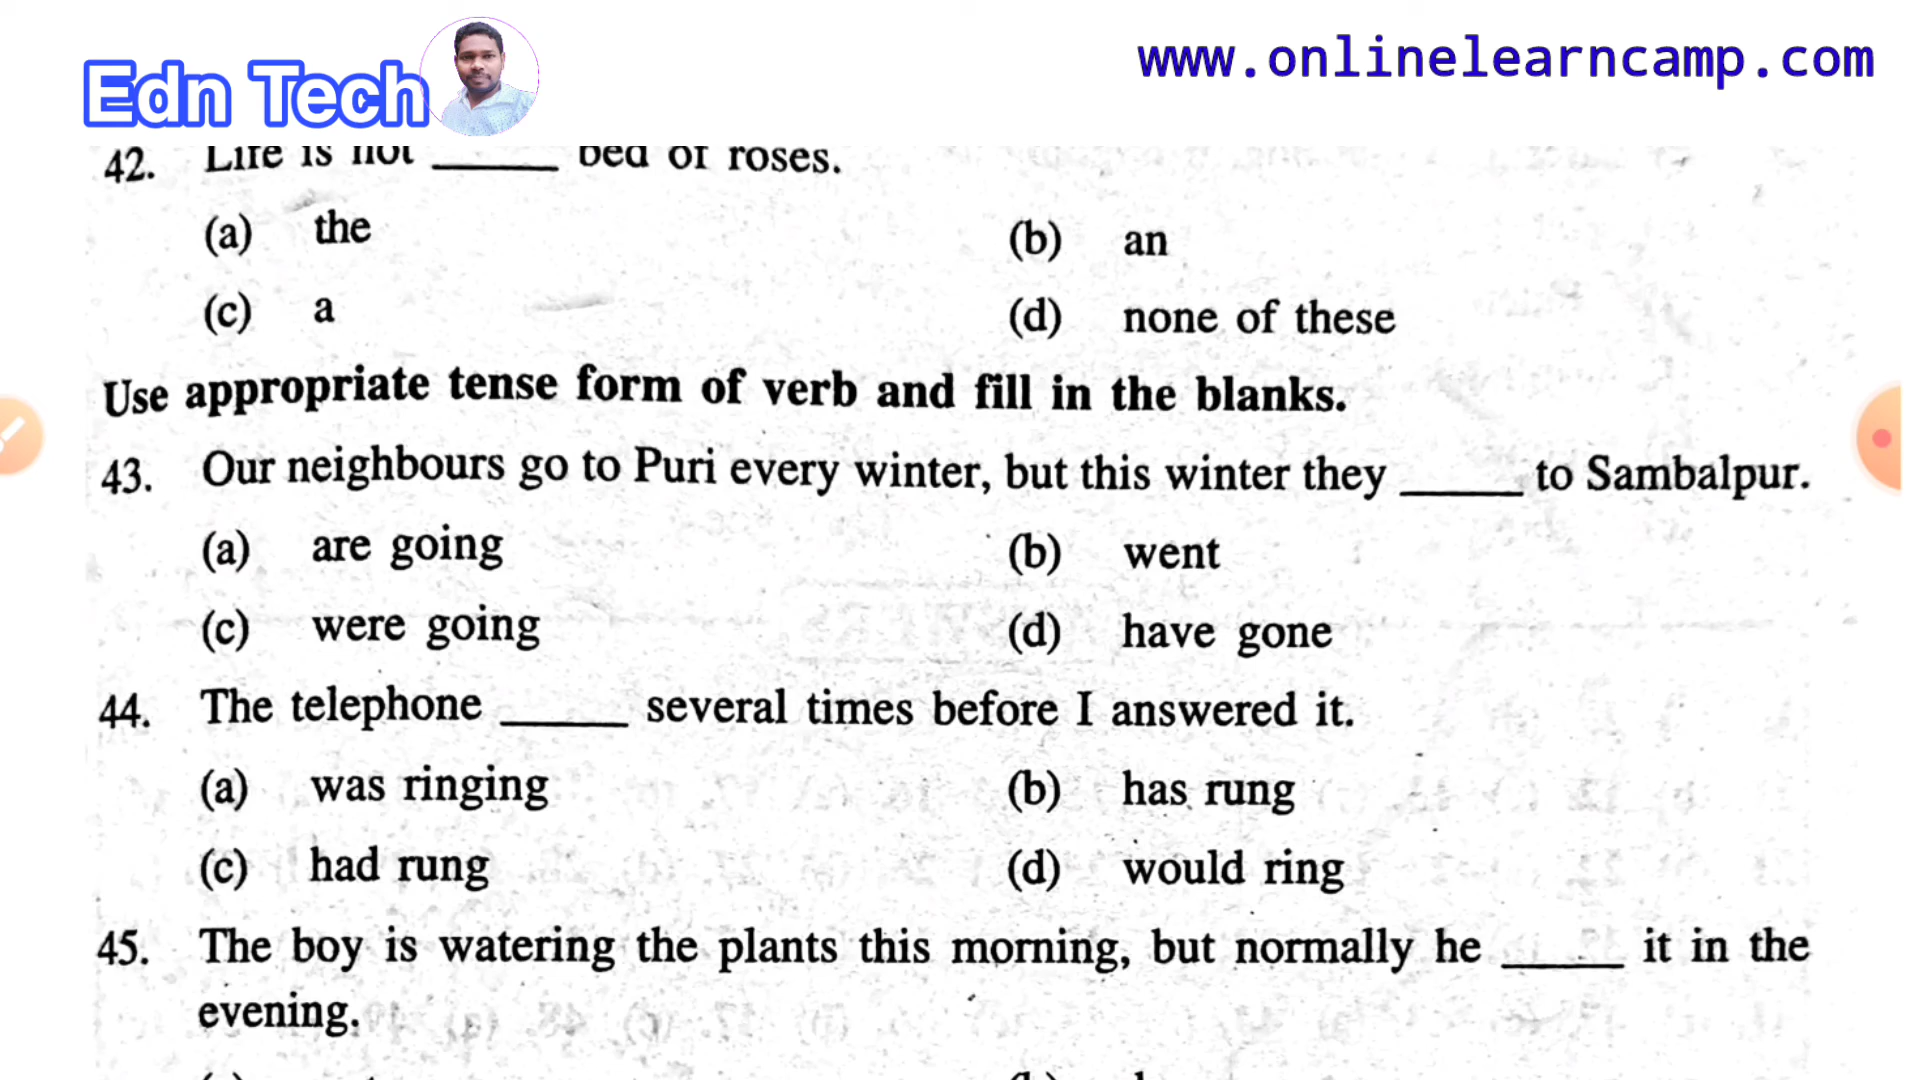 Edn Tech
www.onlinelearncamp.com
42. Life is not _____ bed of roses.
(a) the (b) an
(c) a (d) none of these
Use appropriate tense form of verb and fill in the blanks.
43. Our neighbours go to Puri every winter, but this winter they _____ to Sambalpur.
(a) are going (b) went
(c) were going (d) have gone
44. The telephone _____ several times before I answered it.
(a) was ringing (b) has rung
(c) had rung (d) would ring
45. The boy is watering the plants this morning, but normally he _____ it in the
evening.